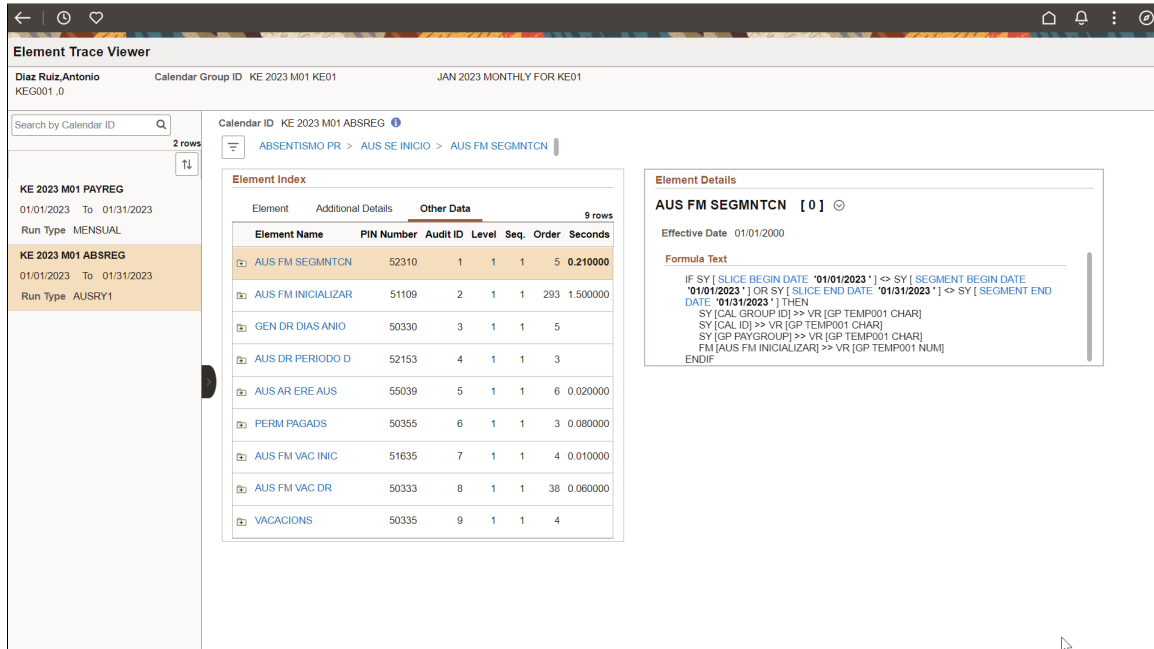 Element Trace Viewer
Diaz Ruiz,Antonio
KEG001 ,0
Calendar Group ID KE 2023 M01 KE01
JAN 2023 MONTHLY FOR KE01
Search by Calendar ID
2 rows
KE 2023 M01 PAYREG
01/01/2023 To 01/31/2023
Run Type MENSUAL
KE 2023 M01 ABSREG
01/01/2023 To 01/31/2023
Run Type AUSRY1
Calendar ID KE 2023 M01 ABSREG
ABSENTISMO PR > AUS SE INICIO > AUS FM SEGMNTCN
Element Index
Element Additional Details Other Data
9 rows
Element Name PIN Number Audit ID Level Seq. Order Seconds
AUS FM SEGMNTCN 52310 1 1 1 5 0.210000
AUS FM INICIALIZAR 51109 2 1 1 293 1.500000
GEN DR DIAS ANIO 50330 3 1 1 5
AUS DR PERIODO D 52153 4 1 1 3
AUS AR ERE AUS 55039 5 1 1 6 0.020000
PERM PAGADS 50355 6 1 1 3 0.080000
AUS FM VAC INIC 51635 7 1 1 4 0.010000
AUS FM VAC DR 50333 8 1 1 38 0.060000
VACACIONS 50335 9 1 1 4
Element Details
AUS FM SEGMNTCN [ 0 ]
Effective Date 01/01/2000
Formula Text
IF SY [ SLICE BEGIN DATE '01/01/2023 ' ] <> SY [ SEGMENT BEGIN DATE
'01/01/2023 ' ] OR SY [ SLICE END DATE '01/31/2023 ' ] <> SY [ SEGMENT END
DATE '01/31/2023 ' ] THEN
SY [CAL GROUP ID] >> VR [GP TEMP001 CHAR]
SY [CAL ID] >> VR [GP TEMP001 CHAR]
SY [GP PAYGROUP] >> VR [GP TEMP001 CHAR]
FM [AUS FM INICIALIZAR] >> VR [GP TEMP001 NUM]
ENDIF